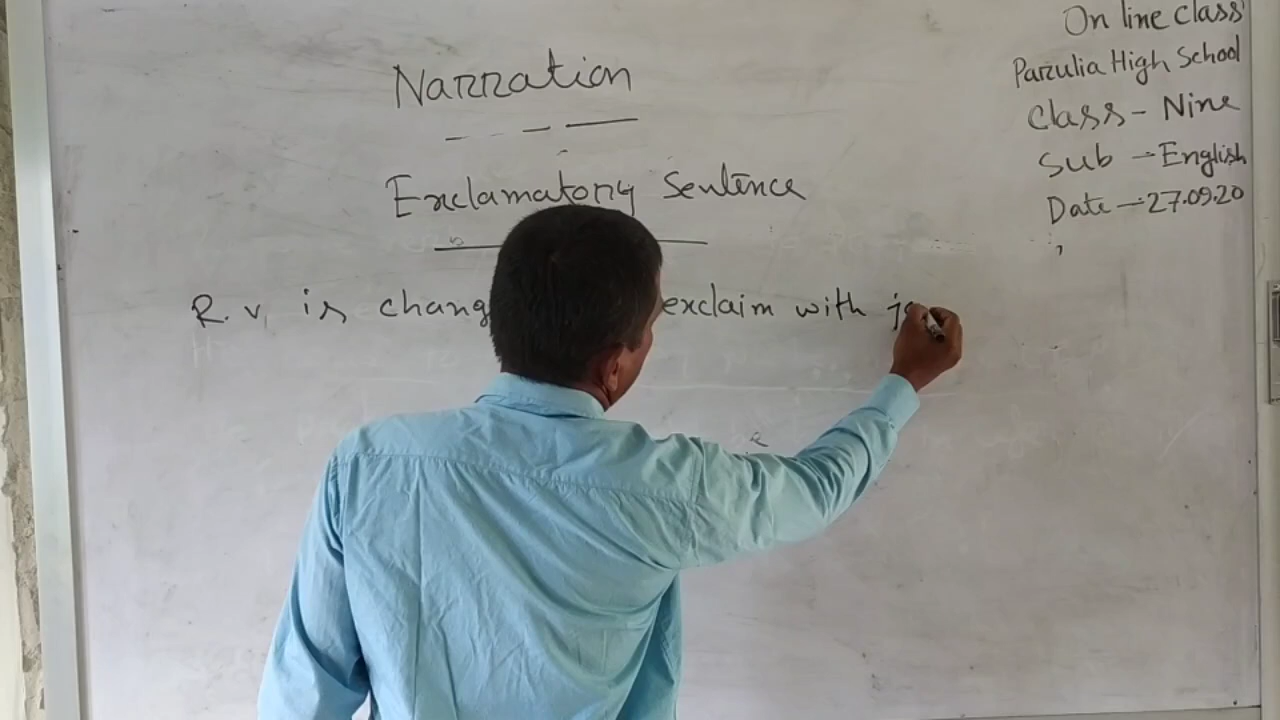 On line class
Parulia High School
Class - Nine
Sub - English
Date - 27.09.20
Narration
Exclamatory Sentence
R.V. is exclaim with